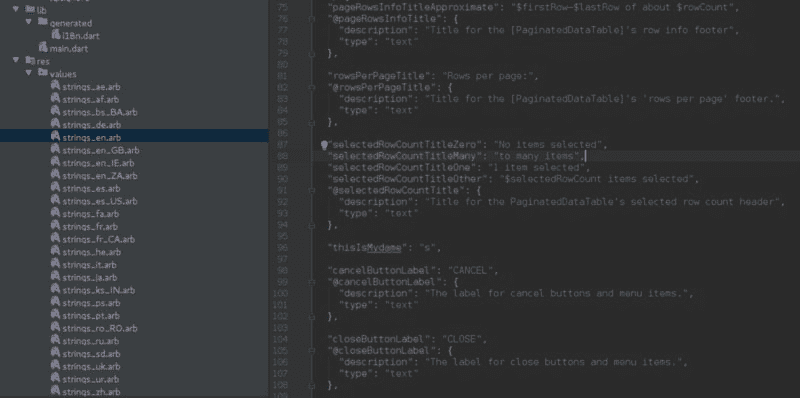 lib
generated
i18n.dart
main.dart
res
values
strings_ae.arb
strings_af.arb
strings_bs_BA.arb
strings_de.arb
strings_en.arb
strings_en_GB.arb
strings_en_IE.arb
strings_en_ZA.arb
strings_es.arb
strings_es_US.arb
strings_fa.arb
strings_fr.arb
strings_fr_CA.arb
strings_he.arb
strings_it.arb
strings_ja.arb
strings_ks_IN.arb
strings_ps.arb
strings_pt.arb
strings_ro_RO.arb
strings_ru.arb
strings_sd.arb
strings_uk.arb
strings_ur.arb
strings_zh.arb
75 "pageRowsInfoTitleApproximate": "$firstRow–$lastRow of about $rowCount",
76 "@pageRowsInfoTitle": {
77 "description": "Title for the [PaginatedDataTable]'s row info footer",
78 "type": "text"
79 },
80
81 "rowsPerPageTitle": "Rows per page:",
82 "@rowsPerPageTitle": {
83 "description": "Title for the [PaginatedDataTable]'s 'rows per page' footer.",
84 "type": "text"
85 },
86
87 "selectedRowCountTitleZero": "No items selected",
88 "selectedRowCountTitleMany": "to many items",
89 "selectedRowCountTitleOne": "1 item selected",
90 "selectedRowCountTitleOther": "$selectedRowCount items selected",
91 "@selectedRowCountTitle": {
92 "description": "Title for the PaginatedDataTable's selected row count header",
93 "type": "text"
94 },
95
96 "thisIsMydame": "s",
97
98 "cancelButtonLabel": "CANCEL",
99 "@cancelButtonLabel": {
100 "description": "The label for cancel buttons and menu items.",
101 "type": "text"
102 },
103
104 "closeButtonLabel": "CLOSE",
105 "@closeButtonLabel": {
106 "description": "The label for close buttons and menu items.",
107 "type": "text"
108 },